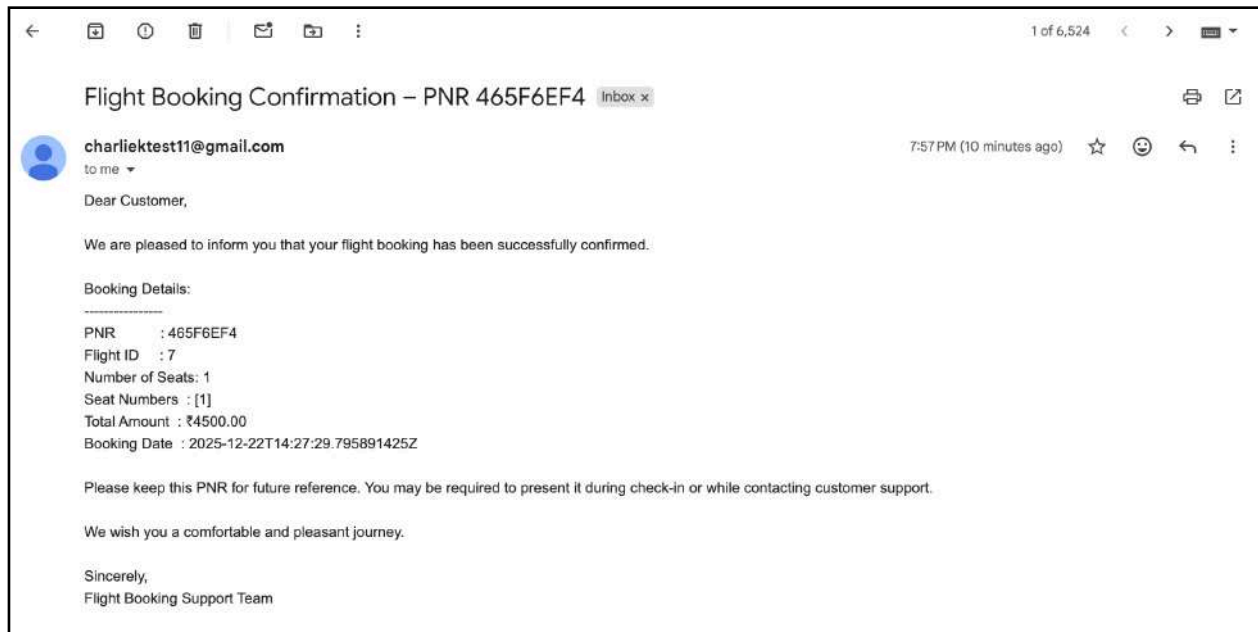 1 of 6,524
Flight Booking Confirmation – PNR 465F6EF4 Inbox x
charliektest11@gmail.com 7:57 PM (10 minutes ago)
to me
Dear Customer,
We are pleased to inform you that your flight booking has been successfully confirmed.
Booking Details:
----------------
PNR : 465F6EF4
Flight ID : 7
Number of Seats: 1
Seat Numbers : [1]
Total Amount : ₹4500.00
Booking Date : 2025-12-22T14:27:29.795891425Z
Please keep this PNR for future reference. You may be required to present it during check-in or while contacting customer support.
We wish you a comfortable and pleasant journey.
Sincerely,
Flight Booking Support Team